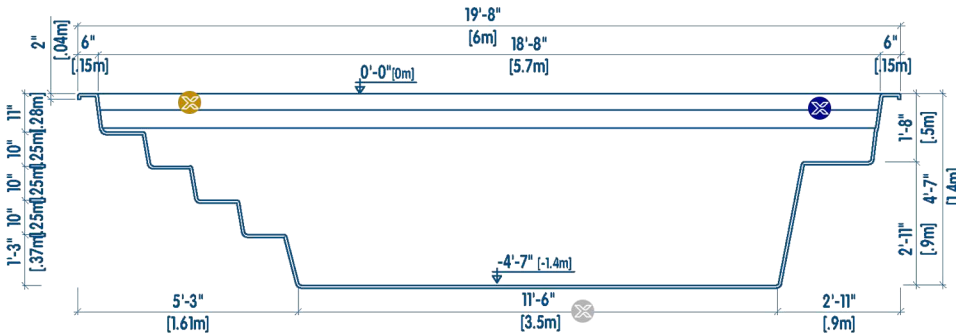 19'-8"
[6m]
2"
[.04m]
6"
[.15m]
18'-8"
[5.7m]
6"
[.15m]
0'-0"[0m]
11"
[.28m]
10"
[.25m]
10"
[.25m]
10"
[.25m]
1'-3"
[.37m]
1'-8"
[.5m]
4'-7"
[1.4m]
2'-11"
[.9m]
-4'-7" [-1.4m]
5'-3"
[1.61m]
11'-6"
[3.5m]
2'-11"
[.9m]